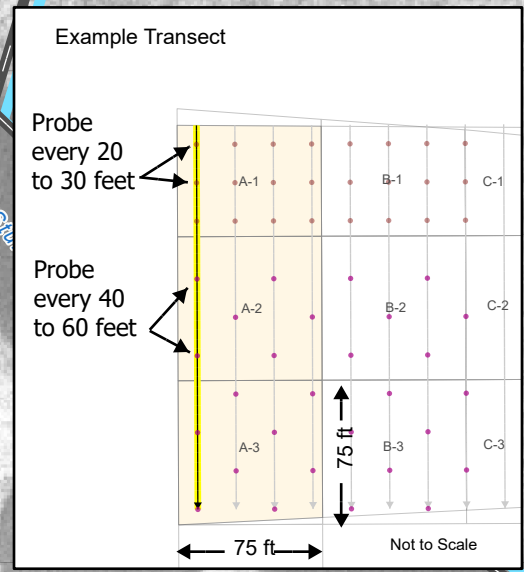 Example Transect
Probe
every 20
to 30 feet
A-1
B-1
C-1
Probe
every 40
to 60 feet
A-2
B-2
C-2
75 ft
A-3
B-3
C-3
75 ft
Not to Scale